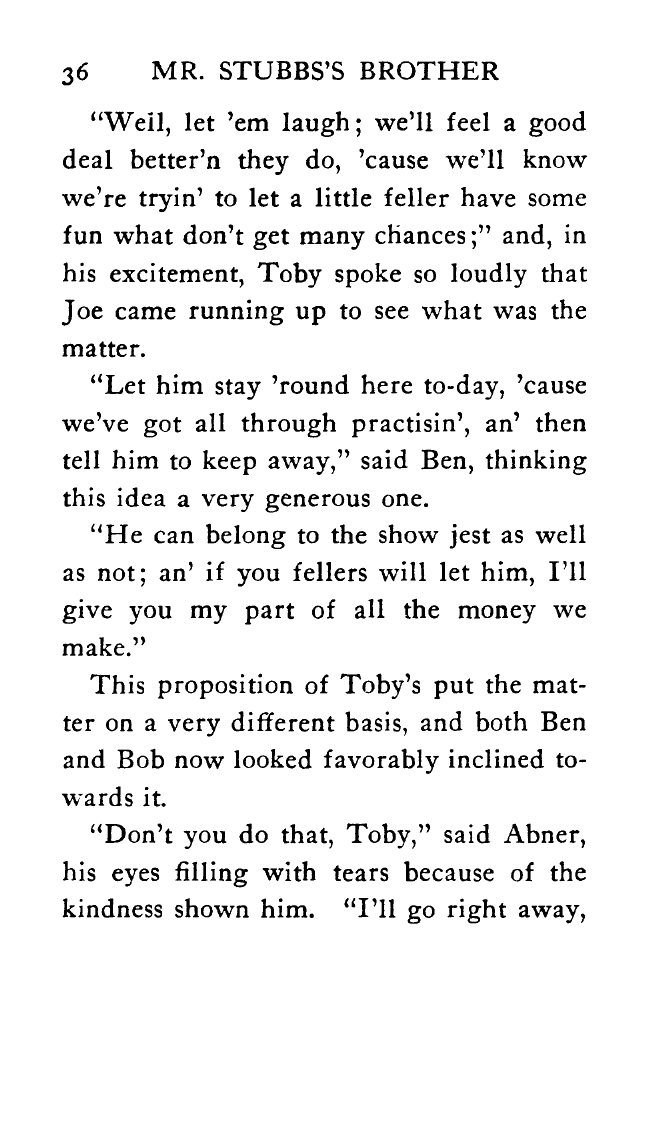 36 MR. STUBBS'S BROTHER
"Weil, let 'em laugh; we'll feel a good
deal better'n they do, 'cause we'll know
we're tryin' to let a little feller have some
fun what don't get many chances;" and, in
his excitement, Toby spoke so loudly that
Joe came running up to see what was the
matter.
"Let him stay 'round here to-day, 'cause
we've got all through practisin', an' then
tell him to keep away," said Ben, thinking
this idea a very generous one.
"He can belong to the show jest as well
as not; an' if you fellers will let him, I'll
give you my part of all the money we
make."
This proposition of Toby's put the mat-
ter on a very different basis, and both Ben
and Bob now looked favorably inclined to-
wards it.
"Don't you do that, Toby," said Abner,
his eyes filling with tears because of the
kindness shown him. "I'll go right away,